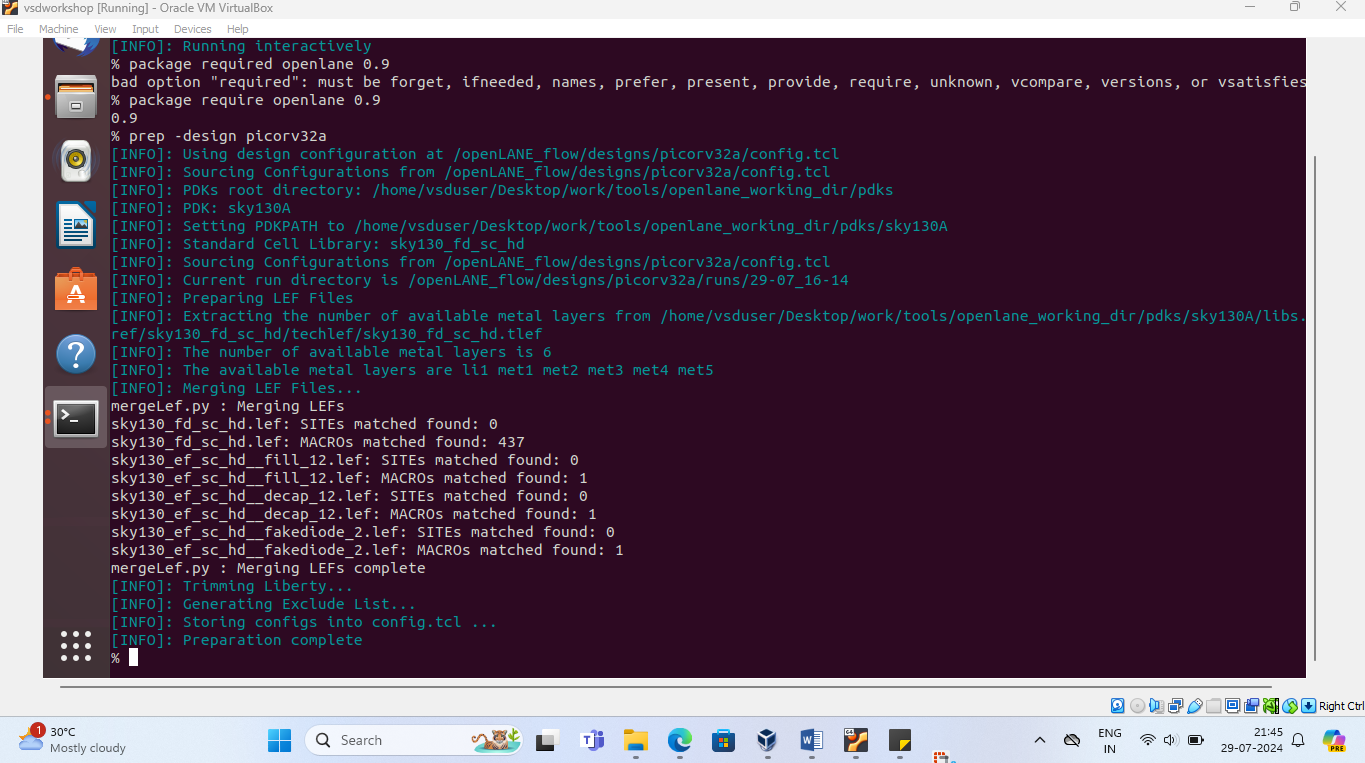 vsdworkshop [Running] - Oracle VM VirtualBox
File Machine View Input Devices Help
[INFO]: Running interactively
% package required openlane 0.9
bad option "required": must be forget, ifneeded, names, prefer, present, provide, require, unknown, vcompare, versions, or vsatisfies
% package require openlane 0.9
0.9
% prep -design picorv32a
[INFO]: Using design configuration at /openLANE_flow/designs/picorv32a/config.tcl
[INFO]: Sourcing Configurations from /openLANE_flow/designs/picorv32a/config.tcl
[INFO]: PDKs root directory: /home/vsduser/Desktop/work/tools/openlane_working_dir/pdks
[INFO]: PDK: sky130A
[INFO]: Setting PDKPATH to /home/vsduser/Desktop/work/tools/openlane_working_dir/pdks/sky130A
[INFO]: Standard Cell Library: sky130_fd_sc_hd
[INFO]: Sourcing Configurations from /openLANE_flow/designs/picorv32a/config.tcl
[INFO]: Current run directory is /openLANE_flow/designs/picorv32a/runs/29-07_16-14
[INFO]: Preparing LEF Files
[INFO]: Extracting the number of available metal layers from /home/vsduser/Desktop/work/tools/openlane_working_dir/pdks/sky130A/libs.
ref/sky130_fd_sc_hd/techlef/sky130_fd_sc_hd.tlef
[INFO]: The number of available metal layers is 6
[INFO]: The available metal layers are li1 met1 met2 met3 met4 met5
[INFO]: Merging LEF Files...
mergeLef.py : Merging LEFs
sky130_fd_sc_hd.lef: SITEs matched found: 0
sky130_fd_sc_hd.lef: MACROs matched found: 437
sky130_ef_sc_hd__fill_12.lef: SITEs matched found: 0
sky130_ef_sc_hd__fill_12.lef: MACROs matched found: 1
sky130_ef_sc_hd__decap_12.lef: SITEs matched found: 0
sky130_ef_sc_hd__decap_12.lef: MACROs matched found: 1
sky130_ef_sc_hd__fakediode_2.lef: SITEs matched found: 0
sky130_ef_sc_hd__fakediode_2.lef: MACROs matched found: 1
mergeLef.py : Merging LEFs complete
[INFO]: Trimming Liberty...
[INFO]: Generating Exclude List...
[INFO]: Storing configs into config.tcl ...
[INFO]: Preparation complete
%
Right Ctrl
1
30°C
Mostly cloudy
Search
64
ENG
IN
21:45
29-07-2024
PRE